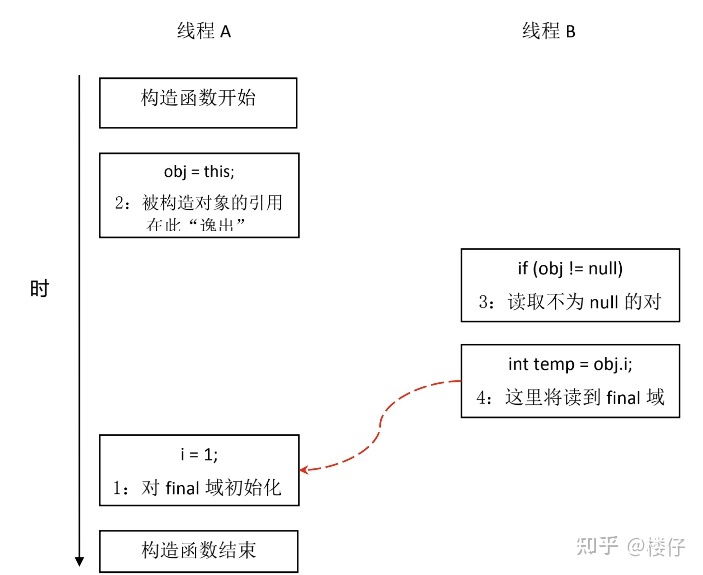 线程 A
线程 B
构造函数开始
obj = this;
2：被构造对象的引用
在此“逸出”
if (obj != null)
3：读取不为 null 的对
时
int temp = obj.i;
4：这里将读到 final 域
i = 1;
1：对 final 域初始化
构造函数结束
知乎 @楼仔